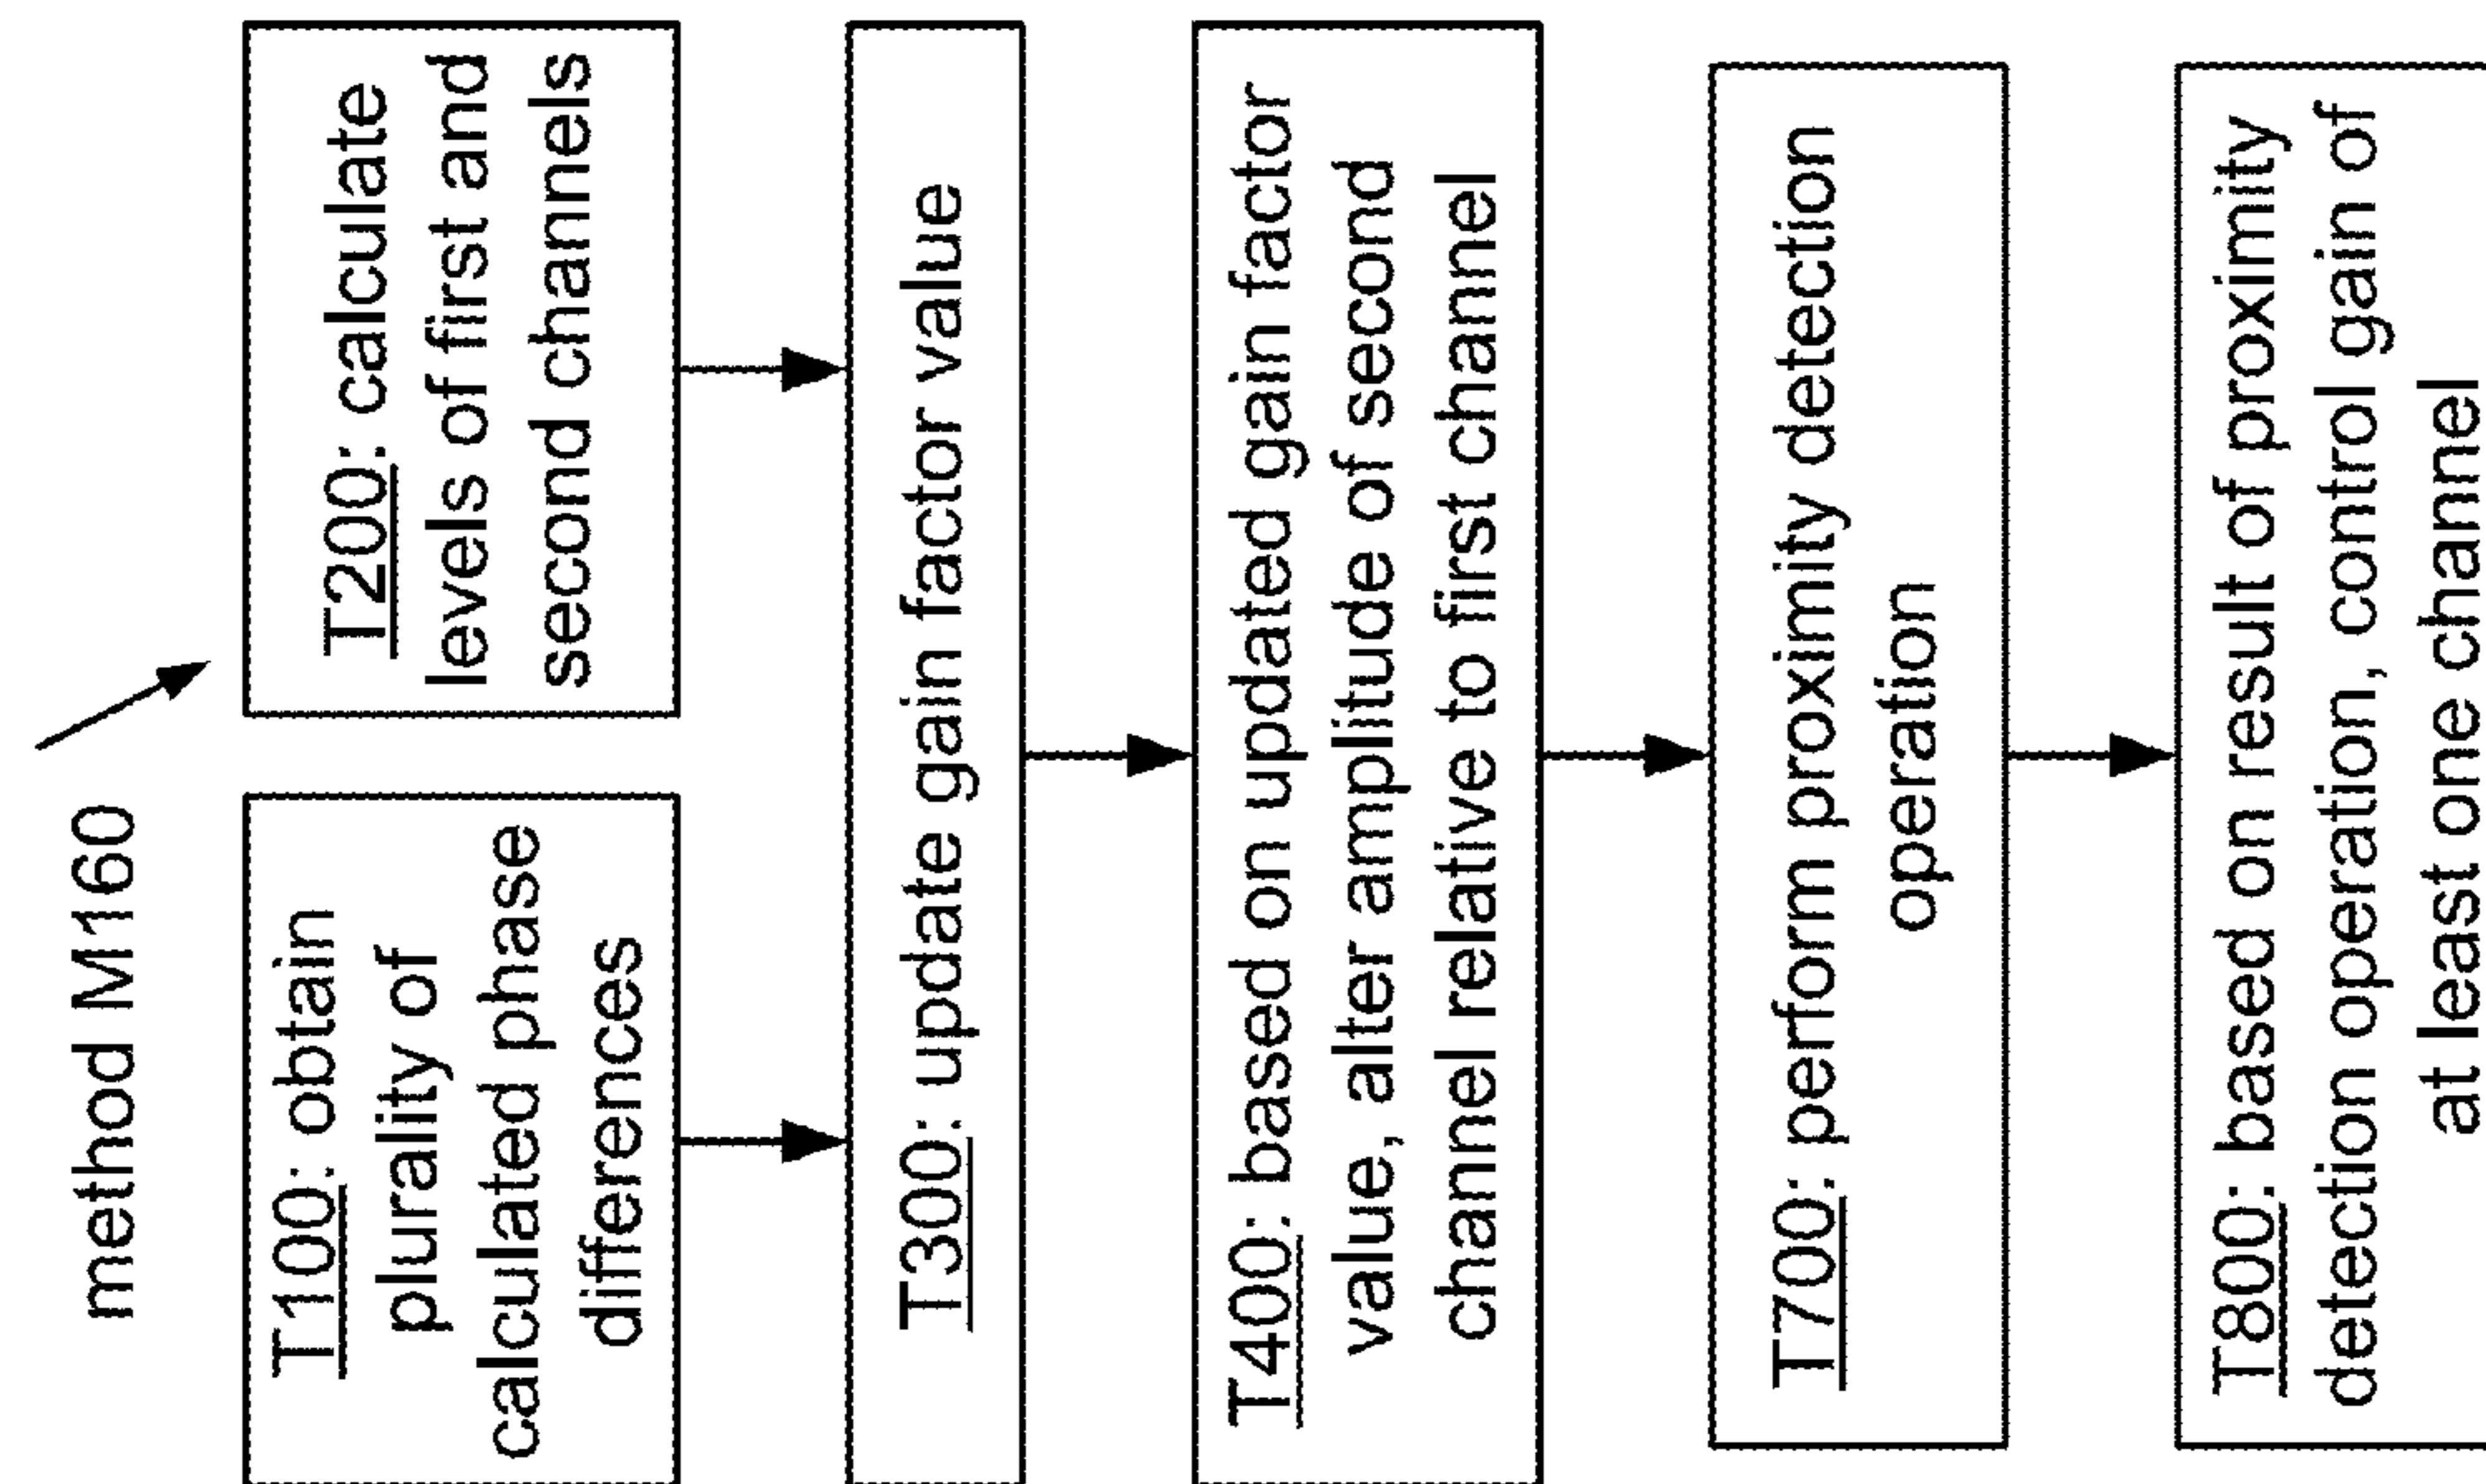 method M160
T100: obtain
plurality of
calculated phase
differences
T200: calculate
levels of first and
second channels
T300: update gain factor value
T400: based on updated gain factor
value, alter amplitude of second
channel relative to first channel
T700: perform proximity detection
operation
T800: based on result of proximity
detection operation, control gain of
at least one channel